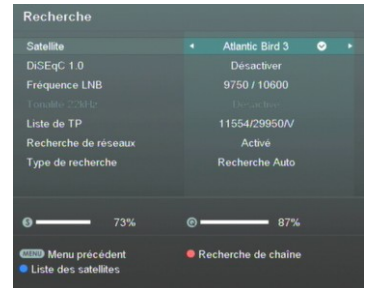 Recherche
Satellite Atlantic Bird 3
DiSEqC 1.0 Désactiver
Fréquence LNB 9750 / 10600
Tonalité 22kHz Désactivé
Liste de TP 11554/29950/V
Recherche de réseaux Activé
Type de recherche Recherche Auto
S 73% Q 87%
MENU Menu précédent Recherche de chaîne
Liste des satellites